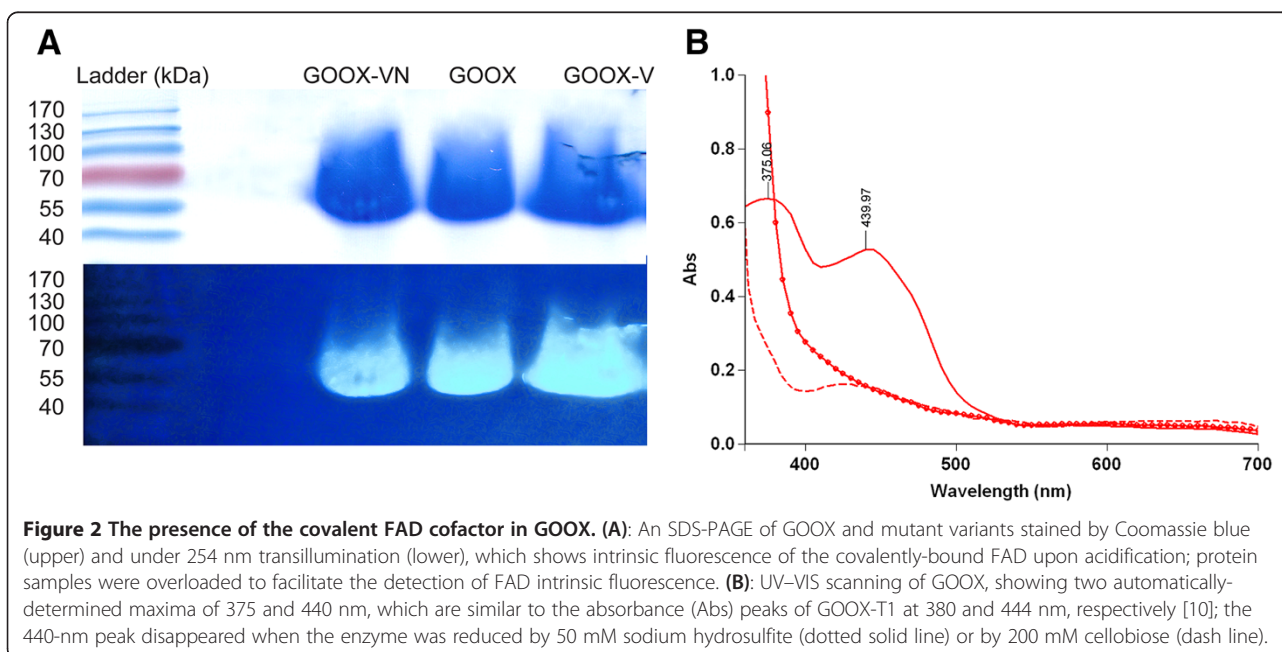 A
Ladder (kDa) GOOX-VN GOOX GOOX-V
170
130
100
70
55
40
170
130
100
70
55
40
B
1.0
0.8
0.6
0.4
0.2
0.0
Abs
375.06
439.97
400 500 600 700
Wavelength (nm)
Figure 2 The presence of the covalent FAD cofactor in GOOX. (A): An SDS-PAGE of GOOX and mutant variants stained by Coomassie blue
(upper) and under 254 nm transillumination (lower), which shows intrinsic fluorescence of the covalently-bound FAD upon acidification; protein
samples were overloaded to facilitate the detection of FAD intrinsic fluorescence. (B): UV–VIS scanning of GOOX, showing two automatically-
determined maxima of 375 and 440 nm, which are similar to the absorbance (Abs) peaks of GOOX-T1 at 380 and 444 nm, respectively [10]; the
440-nm peak disappeared when the enzyme was reduced by 50 mM sodium hydrosulfite (dotted solid line) or by 200 mM cellobiose (dash line).